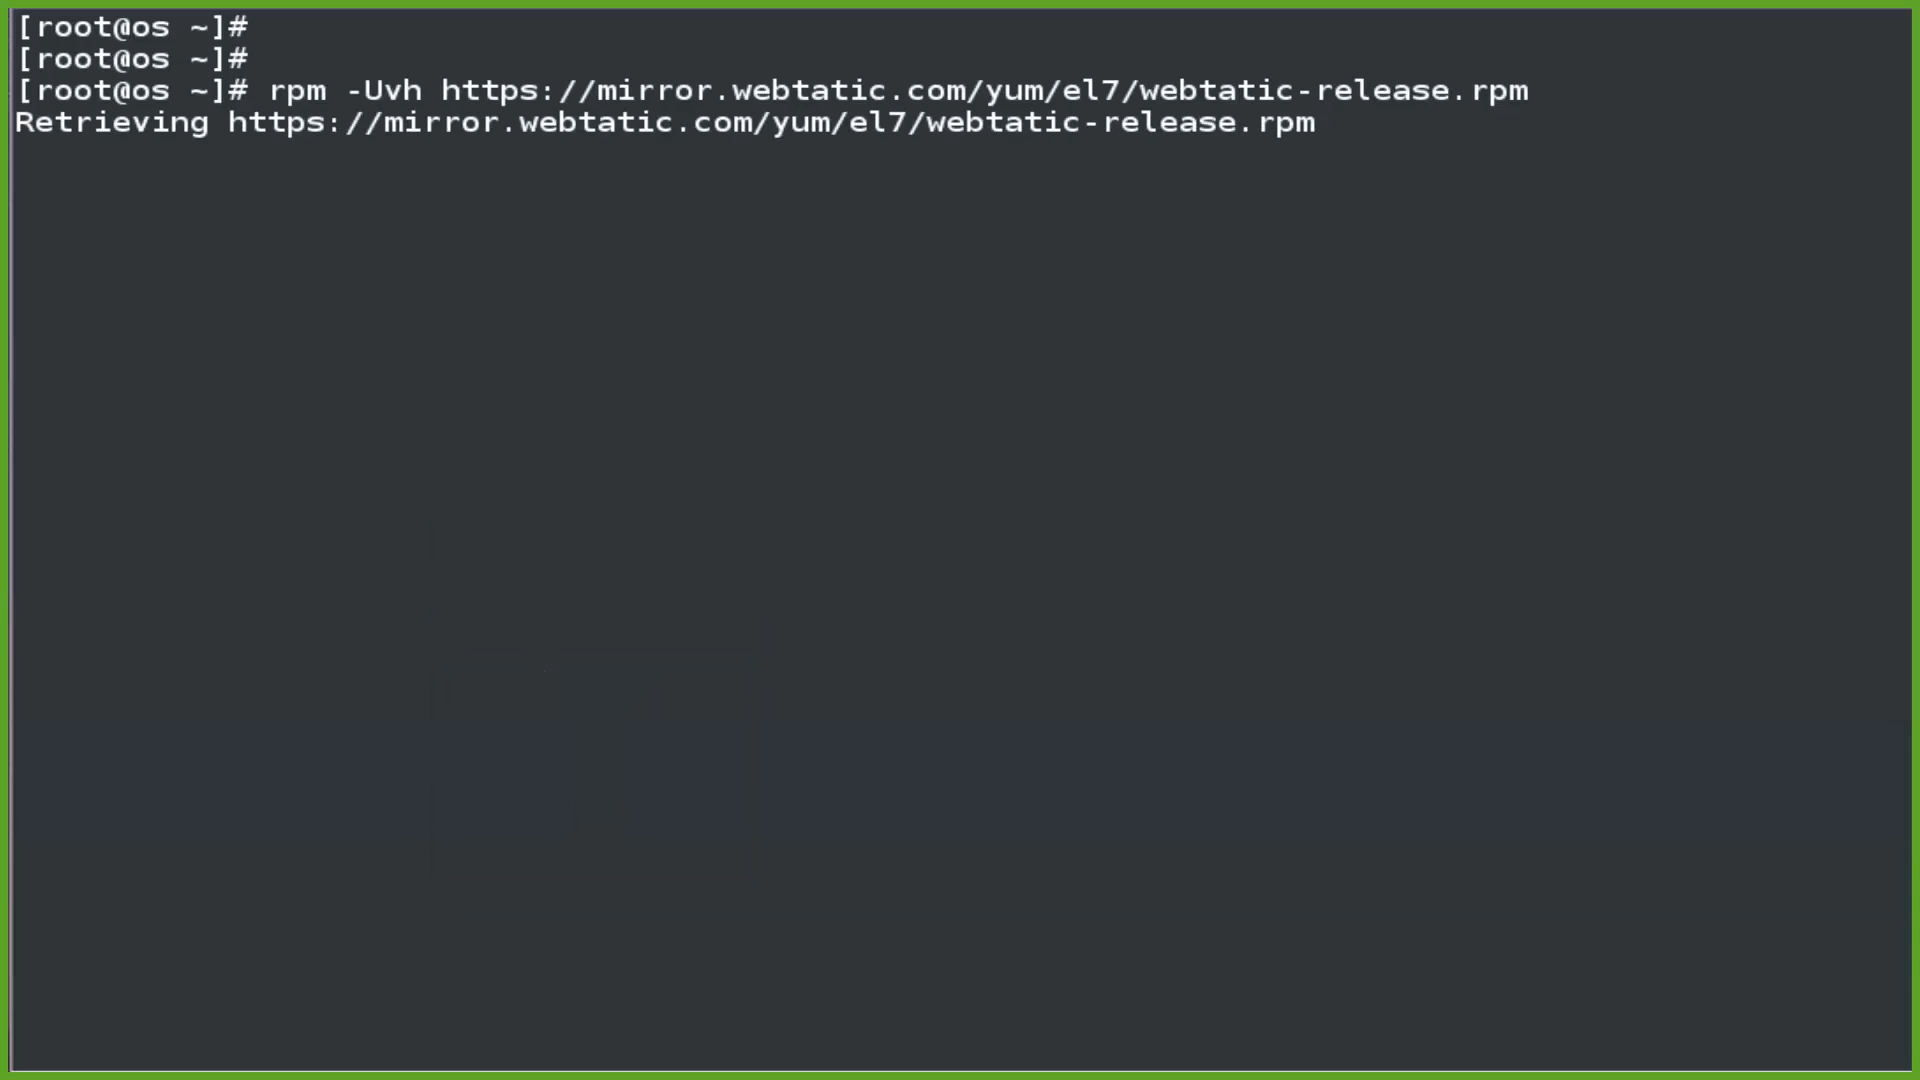 [root@os ~]#
[root@os ~]#
[root@os ~]# rpm -Uvh https://mirror.webtatic.com/yum/el7/webtatic-release.rpm
Retrieving https://mirror.webtatic.com/yum/el7/webtatic-release.rpm